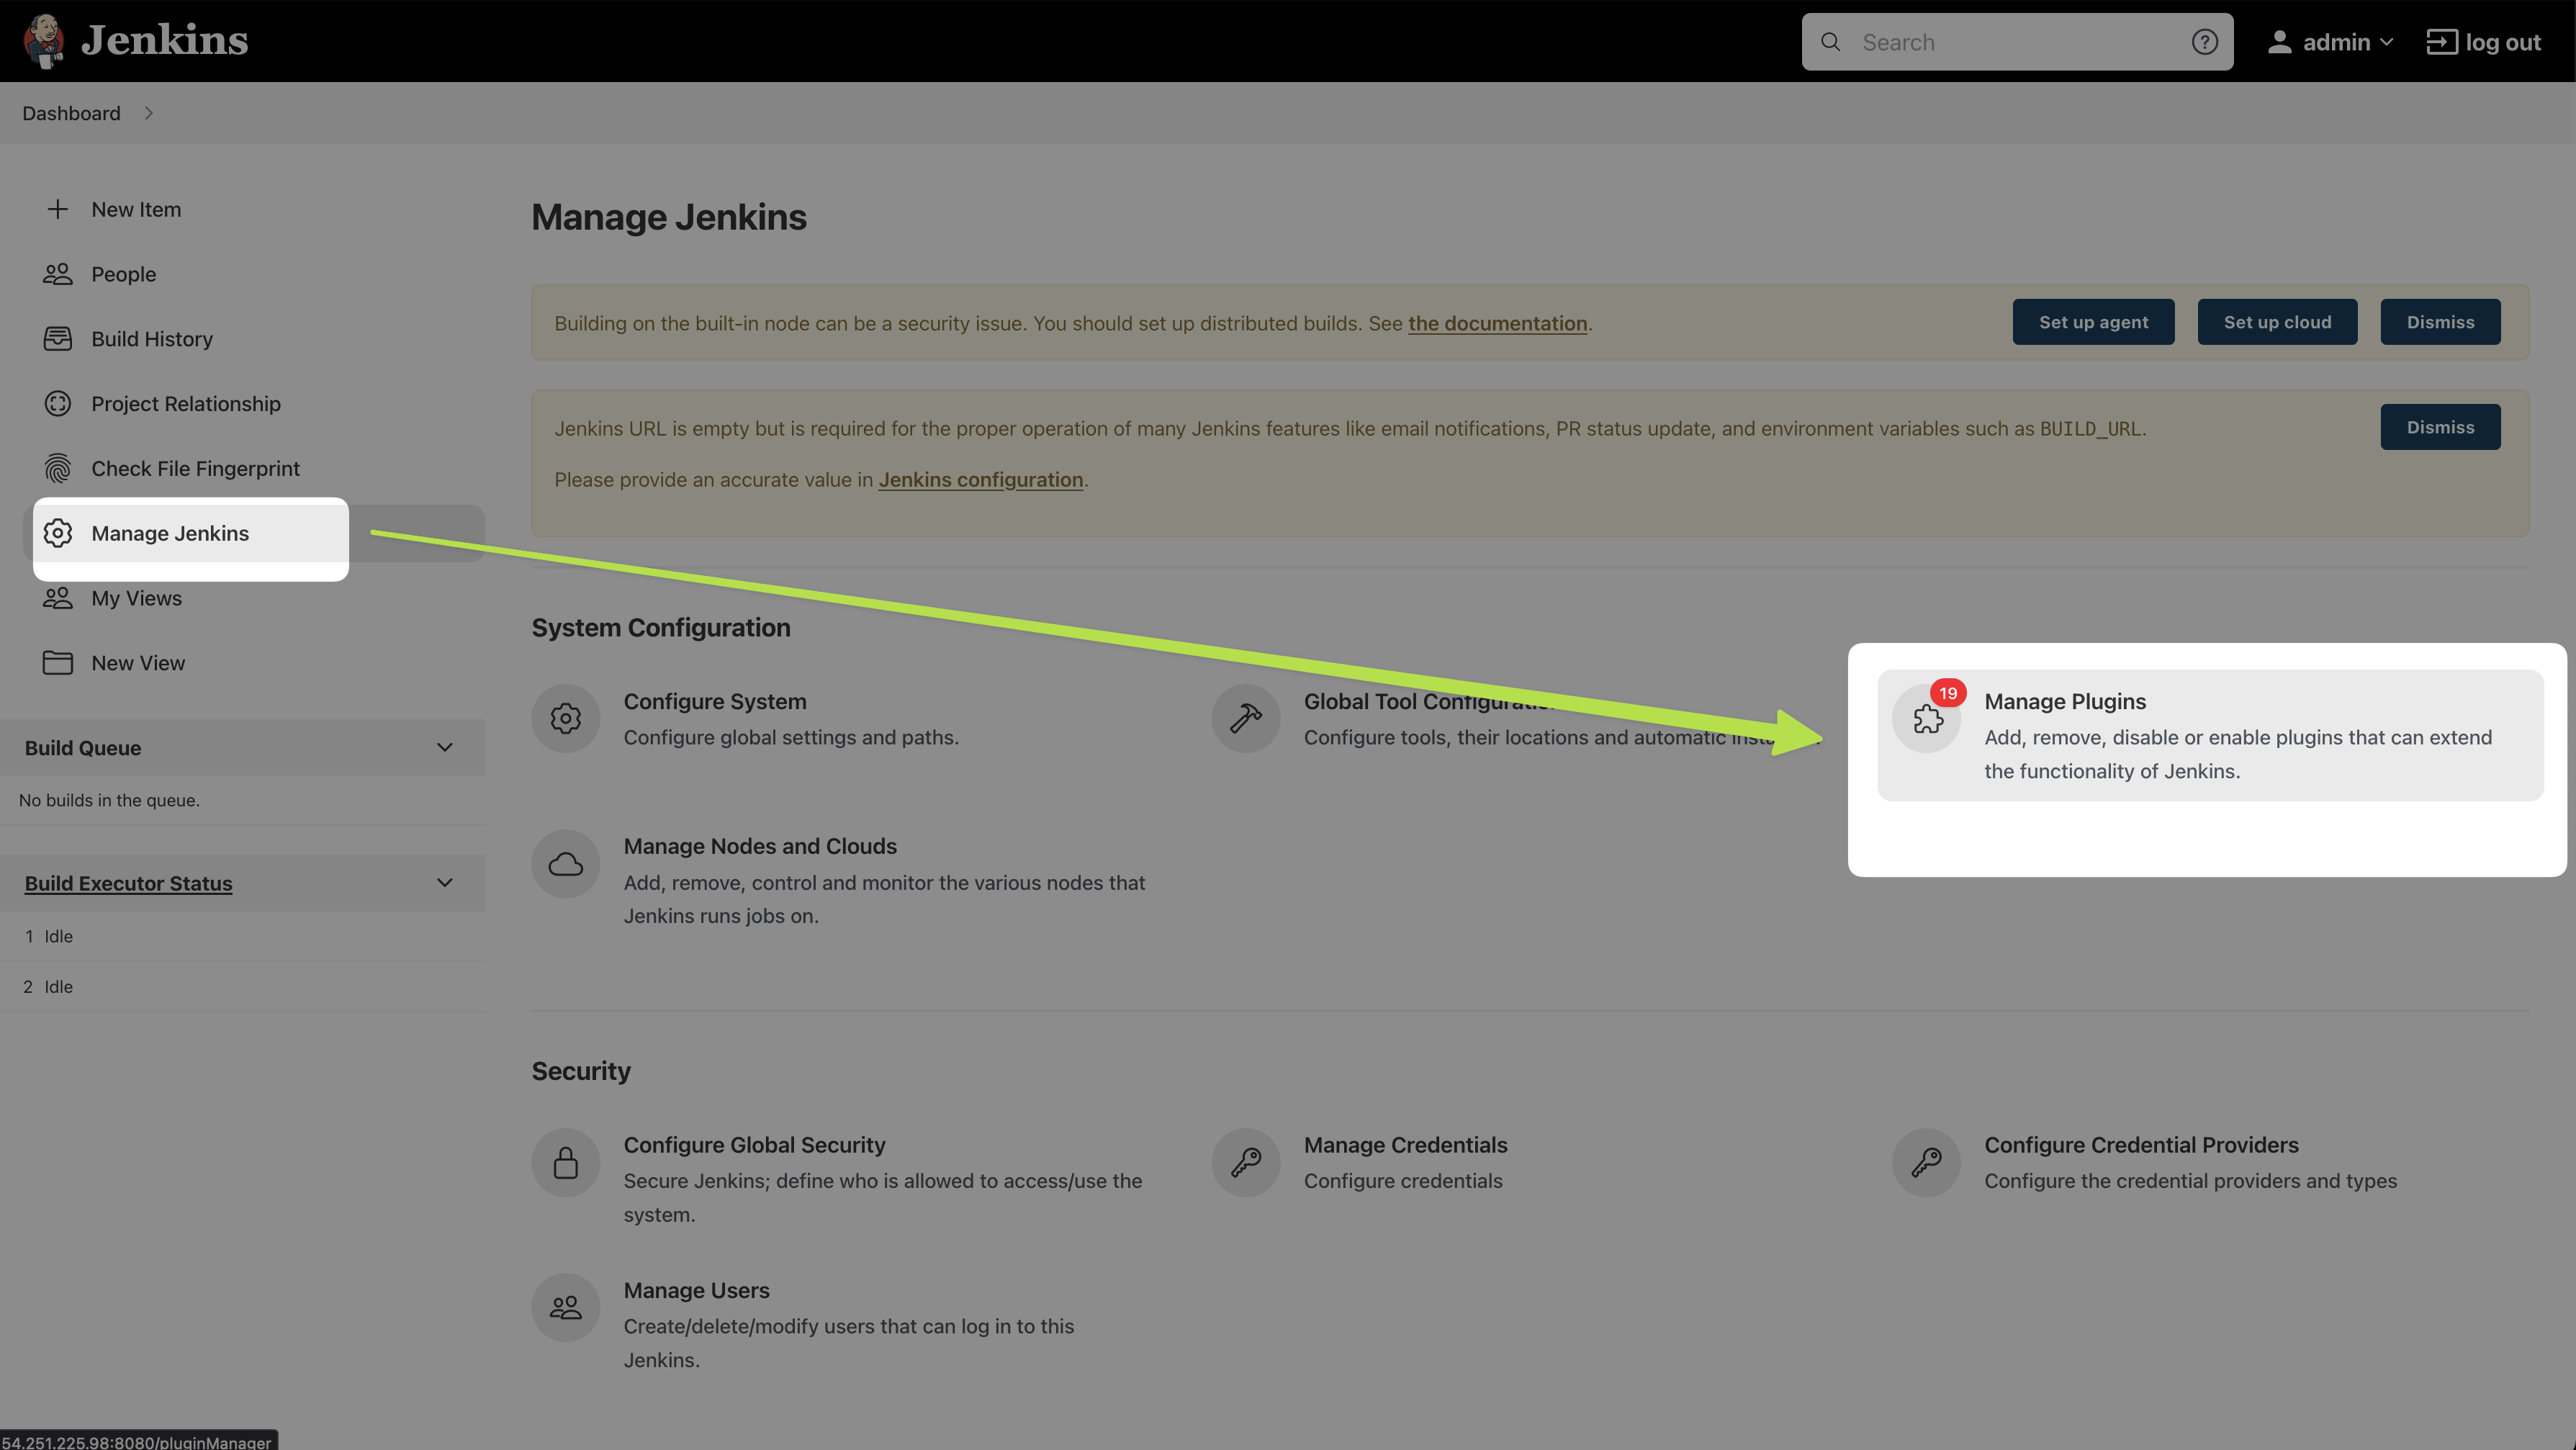 Jenkins
Search
admin
log out
Dashboard
New Item
People
Build History
Project Relationship
Check File Fingerprint
Manage Jenkins
My Views
New View
Build Queue
No builds in the queue.
Build Executor Status
1 Idle
2 Idle
Manage Jenkins
Building on the built-in node can be a security issue. You should set up distributed builds. See the documentation.
Set up agent
Set up cloud
Dismiss
Jenkins URL is empty but is required for the proper operation of many Jenkins features like email notifications, PR status update, and environment variables such as BUILD_URL.
Dismiss
Please provide an accurate value in Jenkins configuration.
System Configuration
Configure System
Configure global settings and paths.
Global Tool Configuration
Configure tools, their locations and automatic
19
Manage Plugins
Add, remove, disable or enable plugins that can extend
the functionality of Jenkins.
Manage Nodes and Clouds
Add, remove, control and monitor the various nodes that
Jenkins runs jobs on.
Security
Configure Global Security
Secure Jenkins; define who is allowed to access/use the
system.
Manage Credentials
Configure credentials
Configure Credential Providers
Configure the credential providers and types
Manage Users
Create/delete/modify users that can log in to this
Jenkins.
54.251.225.98:8080/pluginManager